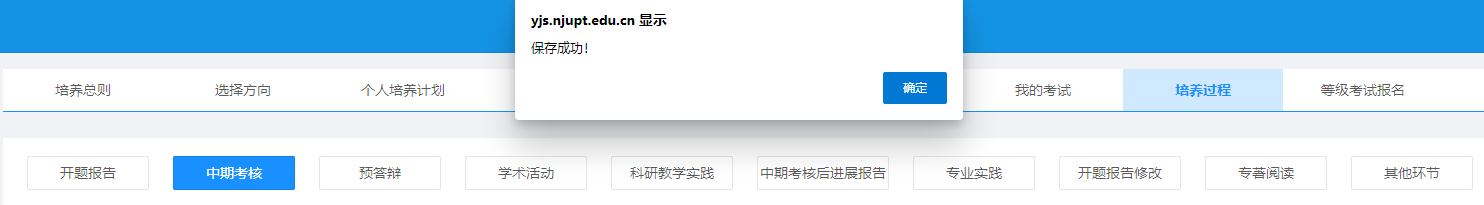 yjs.njupt.edu.cn 显示
保存成功!
确定
培养总则 选择方向 个人培养计划 我的考试 培养过程 等级考试报名
开题报告 中期考核 预答辩 学术活动 科研教学实践 中期考核后进展报告 专业实践 开题报告修改 专著阅读 其他环节